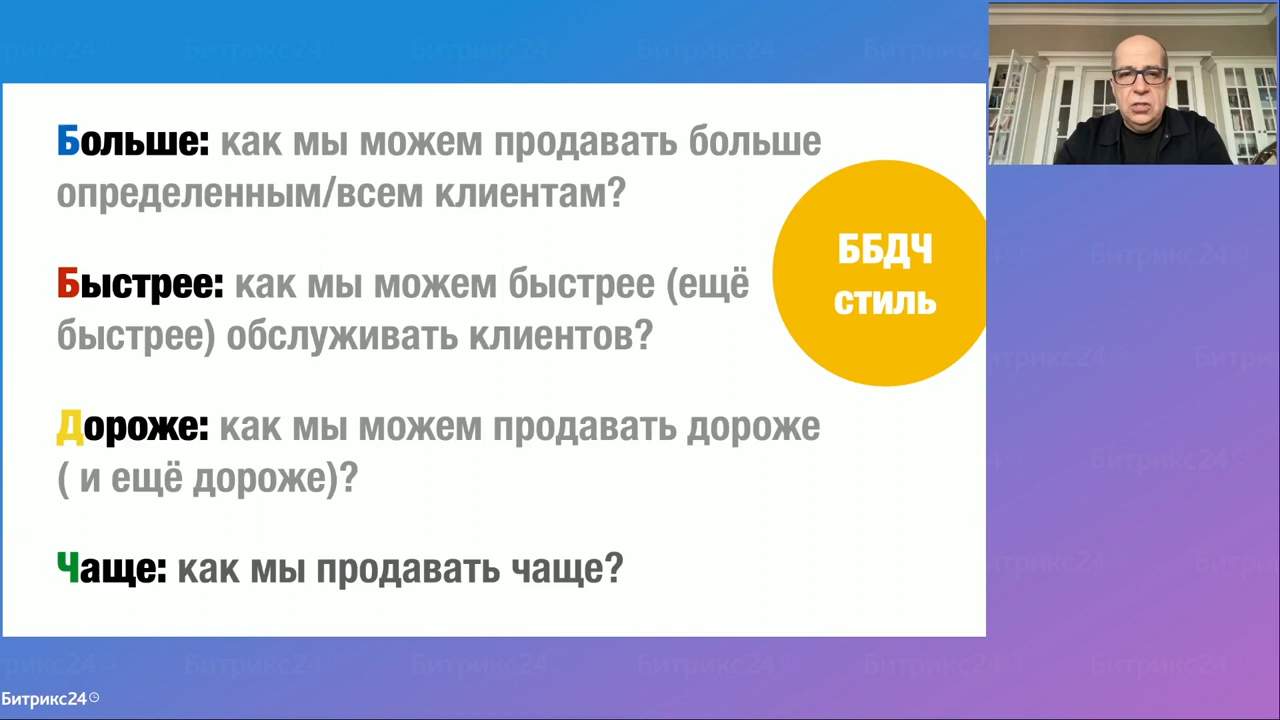 Больше: как мы можем продавать больше
определенным/всем клиентам?
Быстрее: как мы можем быстрее (ещё
быстрее) обслуживать клиентов?
Дороже: как мы можем продавать дороже
( и ещё дороже)?
Чаще: как мы продавать чаще?
ББДЧ
стиль
Битрикс24